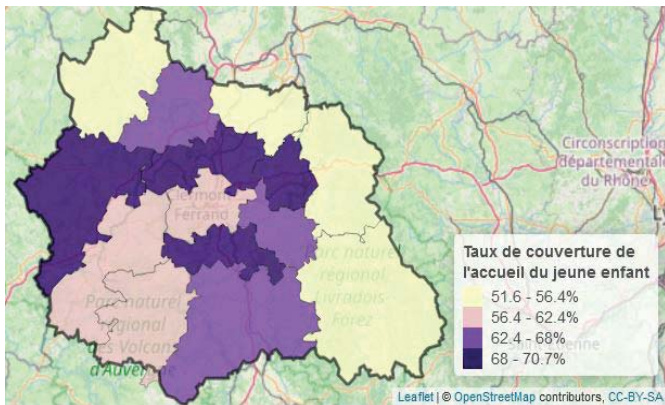 Circonscription
départementale
du Rhône
Clermont
Ferrand
Parc naturel
régional
Livradois-
Forez
Parc naturel
régional
des Volcans
d'Auvergne
Saint-Etienne
Taux de couverture de
l'accueil du jeune enfant
51.6 - 56.4%
56.4 - 62.4%
62.4 - 68%
68 - 70.7%
Leaflet | © OpenStreetMap contributors, CC-BY-SA